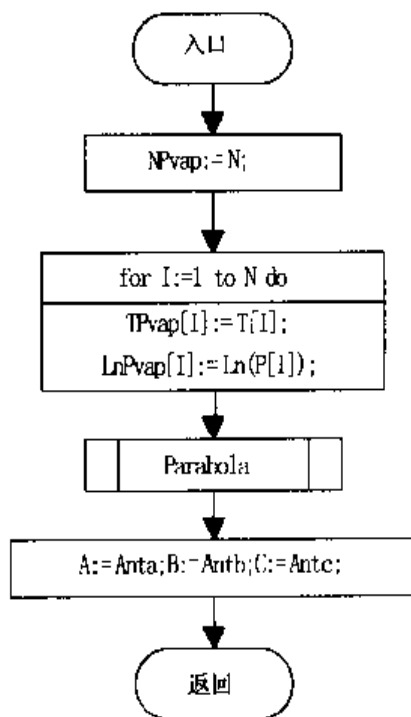 入口
NPvap:=N;
for I:=1 to N do
TPvap[I]:=T[I];
LnPvap[I]:=Ln(P[I]);
Parabola
A:=Anta;B:=Antb;C:=Antc;
返回